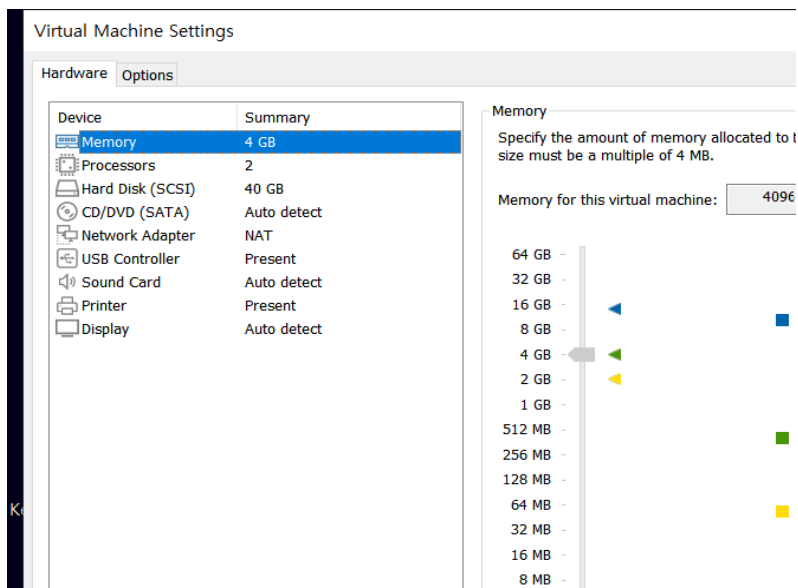 Virtual Machine Settings
Hardware Options
Device Summary
Memory 4 GB
Processors 2
Hard Disk (SCSI) 40 GB
CD/DVD (SATA) Auto detect
Network Adapter NAT
USB Controller Present
Sound Card Auto detect
Printer Present
Display Auto detect
Memory
Specify the amount of memory allocated to
size must be a multiple of 4 MB.
Memory for this virtual machine: 4096
64 GB
32 GB
16 GB
8 GB
4 GB
2 GB
1 GB
512 MB
256 MB
128 MB
64 MB
32 MB
16 MB
8 MB